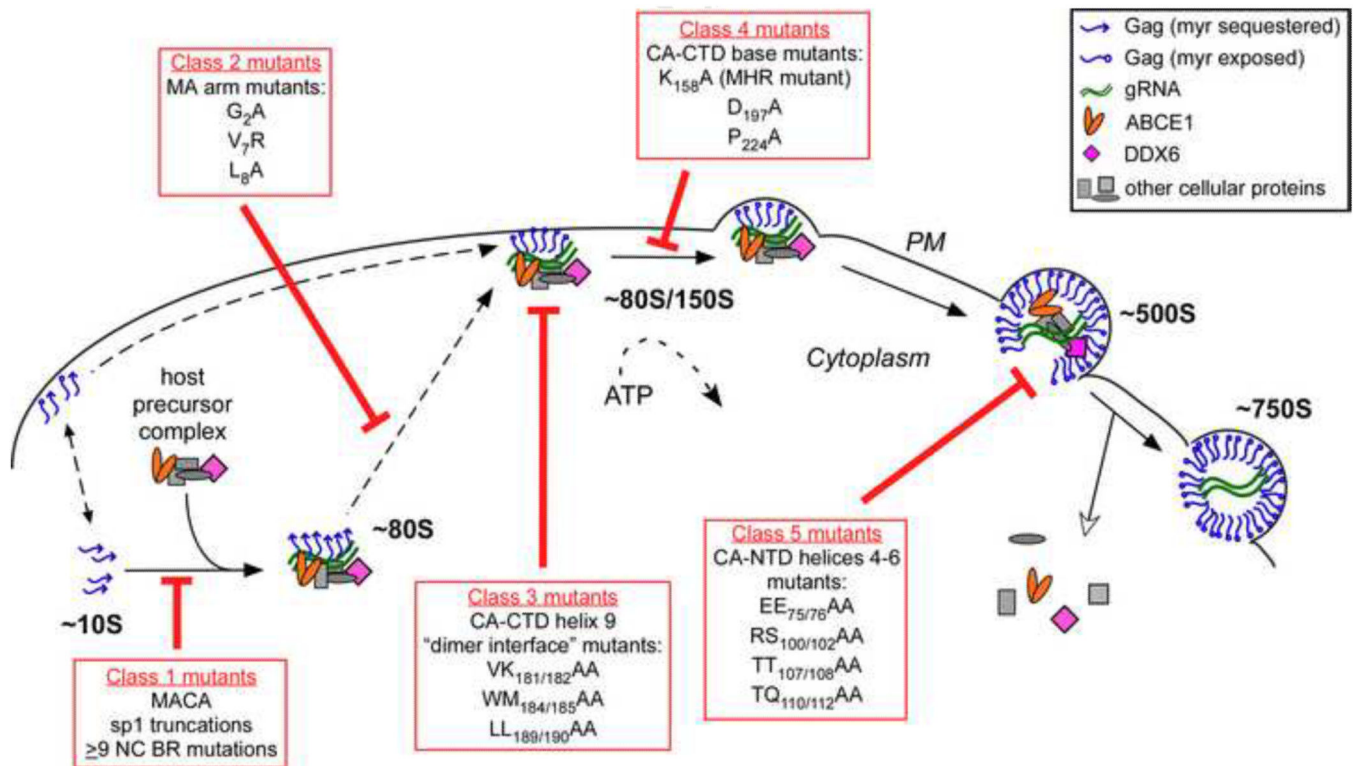 Class 2 mutants
MA arm mutants:
G2A
V7R
L8A
Class 4 mutants
CA-CTD base mutants:
K158A (MHR mutant)
D197A
P224A
Gag (myr sequestered)
Gag (myr exposed)
gRNA
ABCE1
DDX6
other cellular proteins
PM
~80S/150S
~500S
Cytoplasm
ATP
host
precursor
complex
~750S
~80S
~10S
Class 1 mutants
MACA
sp1 truncations
≥9 NC BR mutations
Class 3 mutants
CA-CTD helix 9
“dimer interface” mutants:
VK181/182AA
WM184/185AA
LL189/190AA
Class 5 mutants
CA-NTD helices 4-6
mutants:
EE75/76AA
RS100/102AA
TT107/108AA
TQ110/112AA